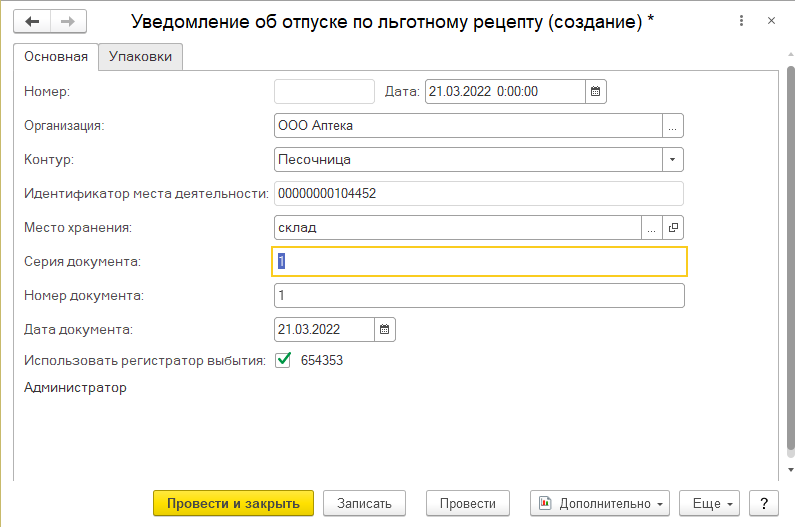 Уведомление об отпуске по льготному рецепту (создание) *
Основная Упаковки
Номер: Дата: 21.03.2022 0:00:00
Организация: ООО Аптека ...
Контур: Песочница
Идентификатор места деятельности: 00000000104452
Место хранения: склад ...
Серия документа: 1
Номер документа: 1
Дата документа: 21.03.2022
Использовать регистратор выбытия: 654353
Администратор
Провести и закрыть Записать Провести Дополнительно Еще ?